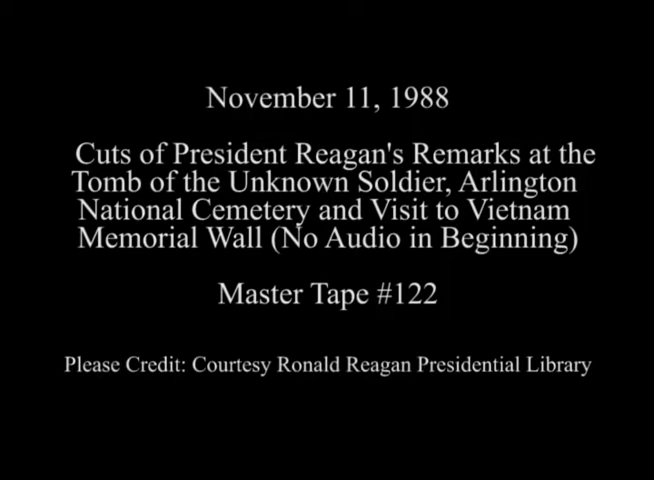 November 11, 1988
Cuts of President Reagan's Remarks at the
Tomb of the Unknown Soldier, Arlington
National Cemetery and Visit to Vietnam
Memorial Wall (No Audio in Beginning)
Master Tape #122
Please Credit: Courtesy Ronald Reagan Presidential Library